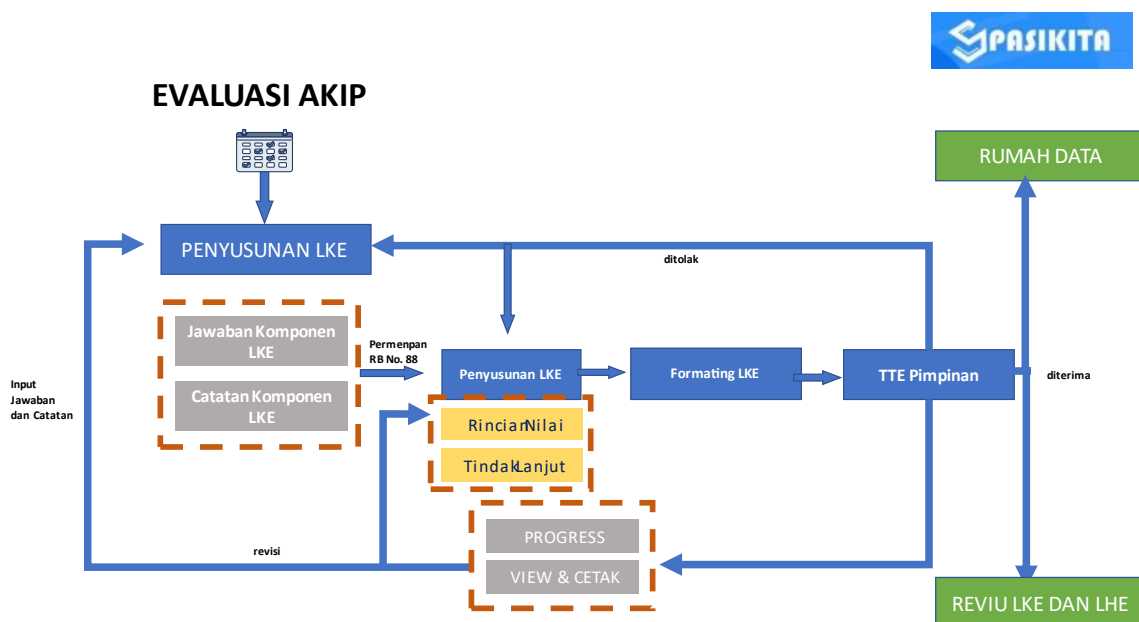 SPASIKITA
EVALUASI AKIP
RUMAH DATA
PENYUSUNAN LKE
ditolak
Jawaban Komponen
LKE
Catatan Komponen
LKE
Permenpan
RB No. 88
Input
Jawaban
dan Catatan
Penyusunan LKE
Formating LKE
TTE Pimpinan
diterima
Rincian Nilai
Tindak Lanjut
revisi
PROGRESS
VIEW & CETAK
REVIU LKE DAN LHE